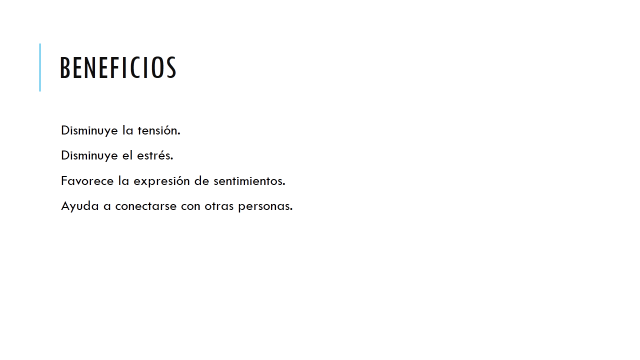 BENEFICIOS
Disminuye la tensión.
Disminuye el estrés.
Favorece la expresión de sentimientos.
Ayuda a conectarse con otras personas.